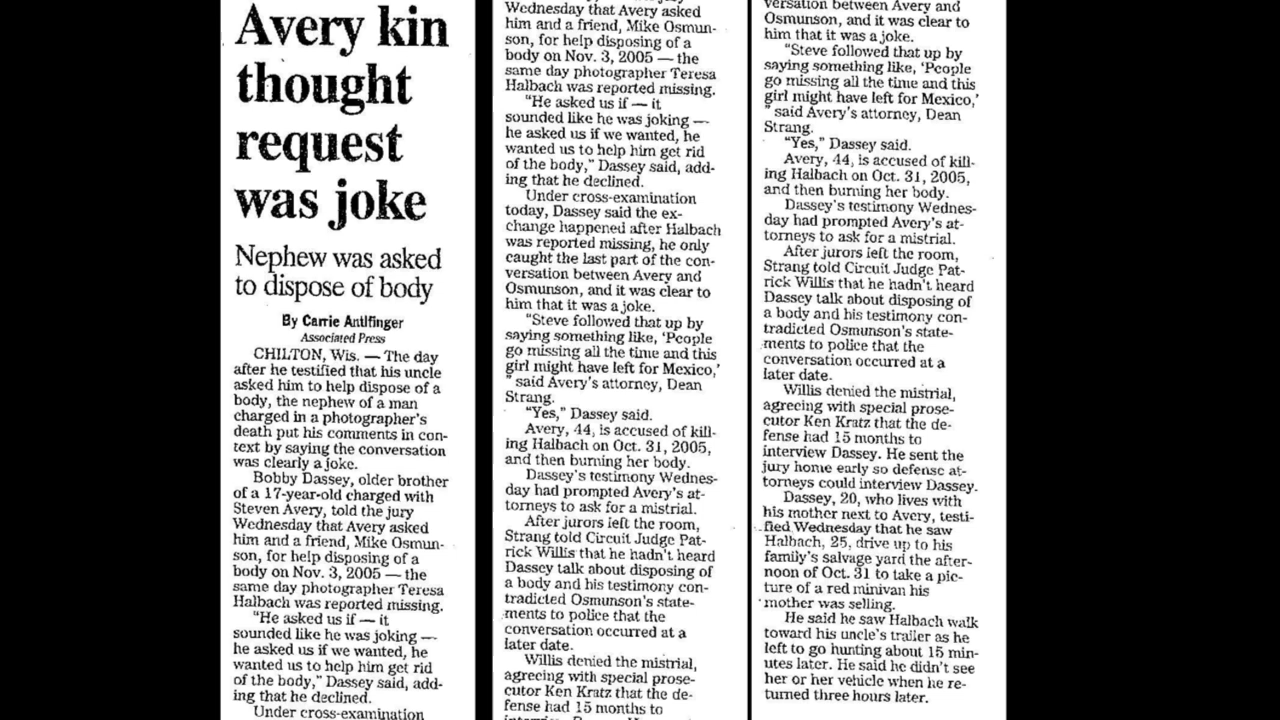 Avery kin
thought
request
was joke
Nephew was asked
to dispose of body
By Carrie Antlfinger
Associated Press
CHILTON, Wis. — The day
after he testified that his uncle
asked him to help dispose of a
body, the nephew of a man
charged in a photographer's
death put his comments in con-
text by saying the conversation
was clearly a joke.
Bobby Dassey, older brother
of a 17-year-old charged with
Steven Avery, told the jury
Wednesday that Avery asked
him and a friend, Mike Osmun-
son, for help disposing of a
body on Nov. 3, 2005 — the
same day photographer Teresa
Halbach was reported missing.
"He asked us if — it
sounded like he was joking —
he asked us if we wanted, he
wanted us to help him get rid
of the body," Dassey said, add-
ing that he declined.
Under cross-examination
Wednesday that Avery asked
him and a friend, Mike Osmun-
son, for help disposing of a
body on Nov. 3, 2005 — the
same day photographer Teresa
Halbach was reported missing.
"He asked us if — it
sounded like he was joking —
he asked us if we wanted, he
wanted us to help him get rid
of the body," Dassey said, add-
ing that he declined.
Under cross-examination
today, Dassey said the ex-
change happened after Halbach
was reported missing, he only
caught the last part of the con-
versation between Avery and
Osmunson, and it was clear to
him that it was a joke.
"Steve followed that up by
saying something like, 'People
go missing all the time and this
girl might have left for Mexico,'
" said Avery's attorney, Dean
Strang.
"Yes," Dassey said.
Avery, 44, is accused of kill-
ing Halbach on Oct. 31, 2005,
and then burning her body.
Dassey's testimony Wednes-
day had prompted Avery's at-
torneys to ask for a mistrial.
After jurors left the room,
Strang told Circuit Judge Pat-
rick Willis that he hadn't heard
Dassey talk about disposing of
a body and his testimony con-
tradicted Osmunson's state-
ments to police that the
conversation occurred at a
later date.
Willis denied the mistrial,
agreeing with special prose-
cutor Ken Kratz that the de-
fense had 15 months to
versation between Avery and
Osmunson, and it was clear to
him that it was a joke.
"Steve followed that up by
saying something like, 'People
go missing all the time and this
girl might have left for Mexico,'
" said Avery's attorney, Dean
Strang.
"Yes," Dassey said.
Avery, 44, is accused of kill-
ing Halbach on Oct. 31, 2005,
and then burning her body.
Dassey's testimony Wednes-
day had prompted Avery's at-
torneys to ask for a mistrial.
After jurors left the room,
Strang told Circuit Judge Pat-
rick Willis that he hadn't heard
Dassey talk about disposing of
a body and his testimony con-
tradicted Osmunson's state-
ments to police that the
conversation occurred at a
later date.
Willis denied the mistrial,
agreeing with special prose-
cutor Ken Kratz that the de-
fense had 15 months to
interview Dassey. He sent the
jury home early so defense at-
torneys could interview Dassey.
Dassey, 20, who lives with
his mother next to Avery, testi-
fied Wednesday that he saw
Halbach, 25, drive up to his
family's salvage yard the after-
noon of Oct. 31 to take a pic-
ture of a red minivan his
mother was selling.
He said he saw Halbach walk
toward his uncle's trailer as he
left to go hunting about 15 min-
utes later. He said he didn't see
her or her vehicle when he re-
turned three hours later.